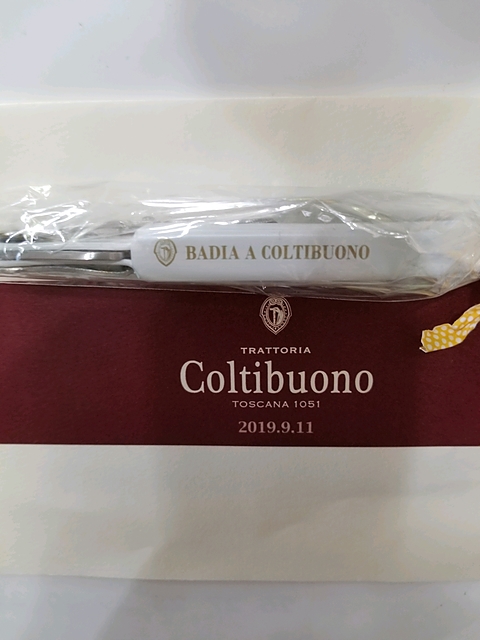 BADIA A COLTIBUONO
TRATTORIA
Coltibuono
TOSCANA 1051
2019.9.11